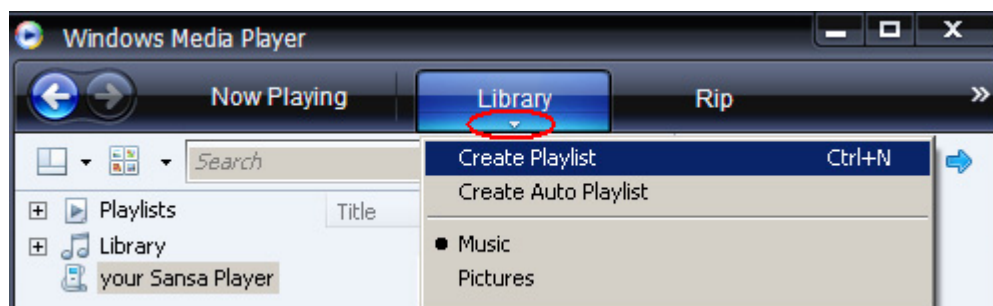 Windows Media Player
Now Playing Library Rip »
Search
Create Playlist Ctrl+N
Create Auto Playlist
Playlists Title
Library
Music
your Sansa Player
Pictures